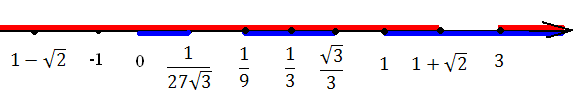 1 − √2 -1 0 1/(27√3) 1/9 1/3 √3/3 1 1 + √2 3